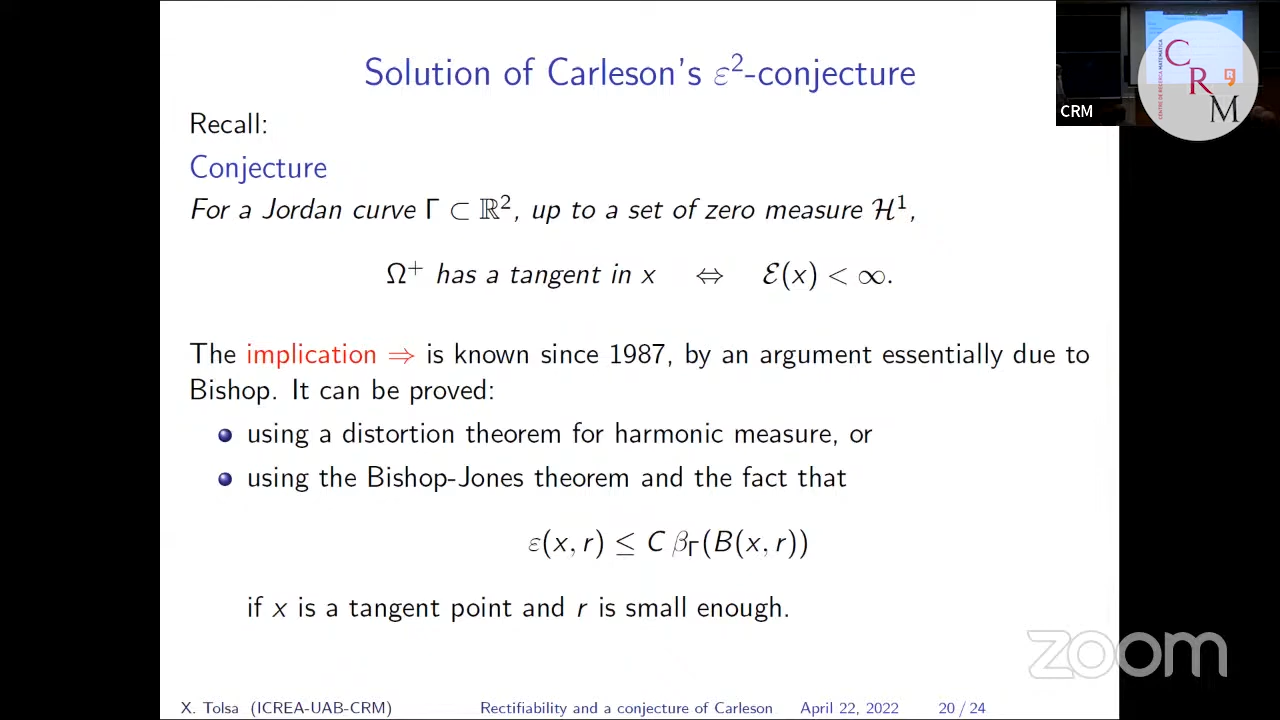 Solution of Carleson's ε²-conjecture
Recall:
Conjecture
For a Jordan curve Γ ⊂ ℝ², up to a set of zero measure ℋ¹,
Ω⁺ has a tangent in x ⇔ ℰ(x) < ∞.
The implication ⇒ is known since 1987, by an argument essentially due to
Bishop. It can be proved:
using a distortion theorem for harmonic measure, or
using the Bishop-Jones theorem and the fact that
ε(x, r) ≤ C β_Γ(B(x, r))
if x is a tangent point and r is small enough.
X. Tolsa (ICREA-UAB-CRM) Rectifiability and a conjecture of Carleson April 22, 2022 20 / 24
CRM
CENTRE DE RECERCA MATEMÀTICA
C
R
M
zoom